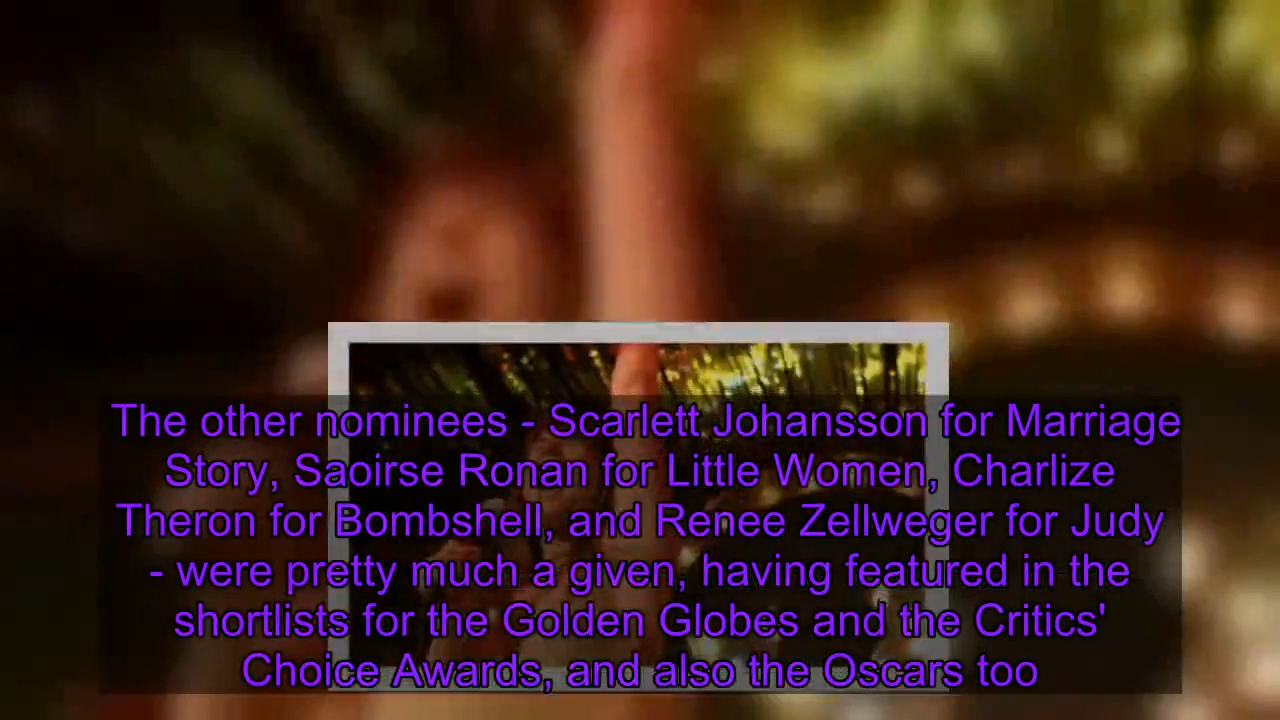 The other nominees - Scarlett Johansson for Marriage
Story, Saoirse Ronan for Little Women, Charlize
Theron for Bombshell, and Renee Zellweger for Judy
- were pretty much a given, having featured in the
shortlists for the Golden Globes and the Critics'
Choice Awards, and also the Oscars too